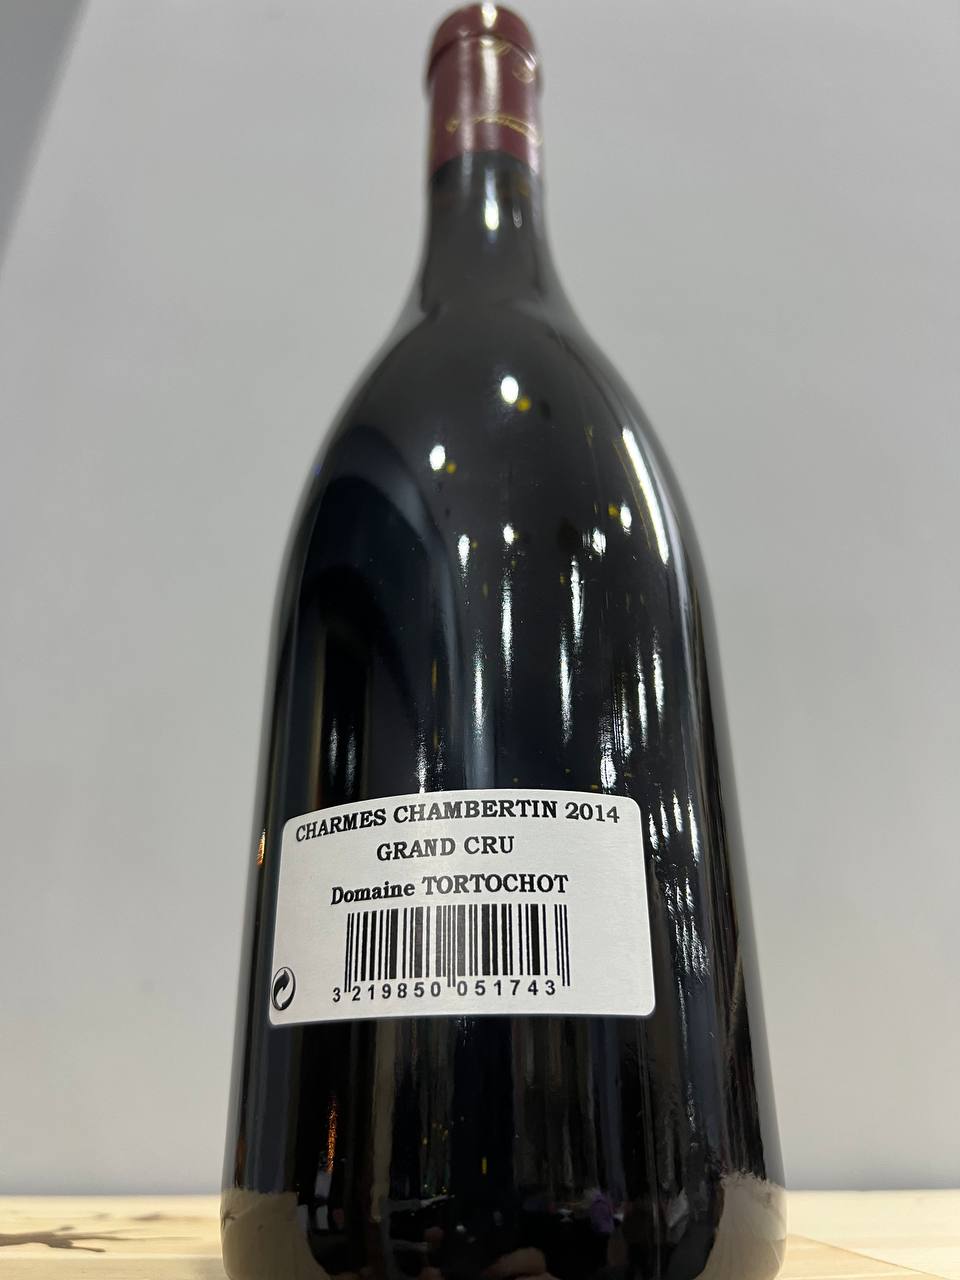 CHARMES CHAMBERTIN 2014
GRAND CRU
Domaine TORTOCHOT
3 219850 051743